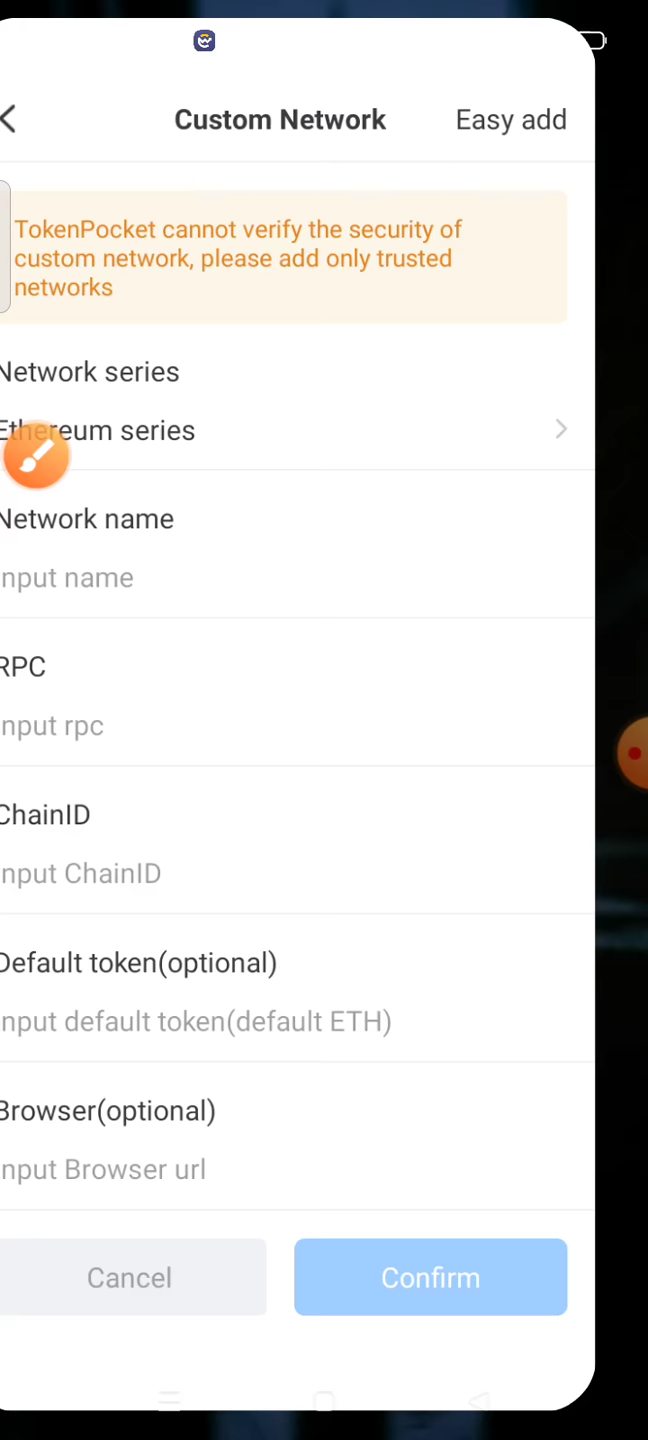 Custom Network
Easy add
TokenPocket cannot verify the security of
custom network, please add only trusted
networks
Network series
Ethereum series
Network name
nput name
RPC
nput rpc
ChainID
nput ChainID
Default token(optional)
nput default token(default ETH)
Browser(optional)
nput Browser url
Cancel
Confirm